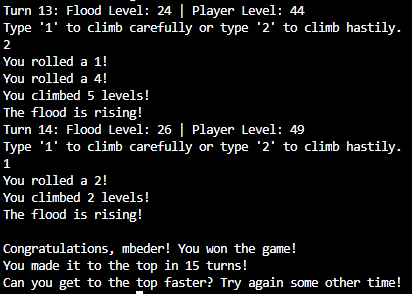 Turn 13: Flood Level: 24 | Player Level: 44
Type '1' to climb carefully or type '2' to climb hastily.
2
You rolled a 1!
You rolled a 4!
You climbed 5 levels!
The flood is rising!
Turn 14: Flood Level: 26 | Player Level: 49
Type '1' to climb carefully or type '2' to climb hastily.
1
You rolled a 2!
You climbed 2 levels!
The flood is rising!

Congratulations, mbeder! You won the game!
You made it to the top in 15 turns!
Can you get to the top faster? Try again some other time!